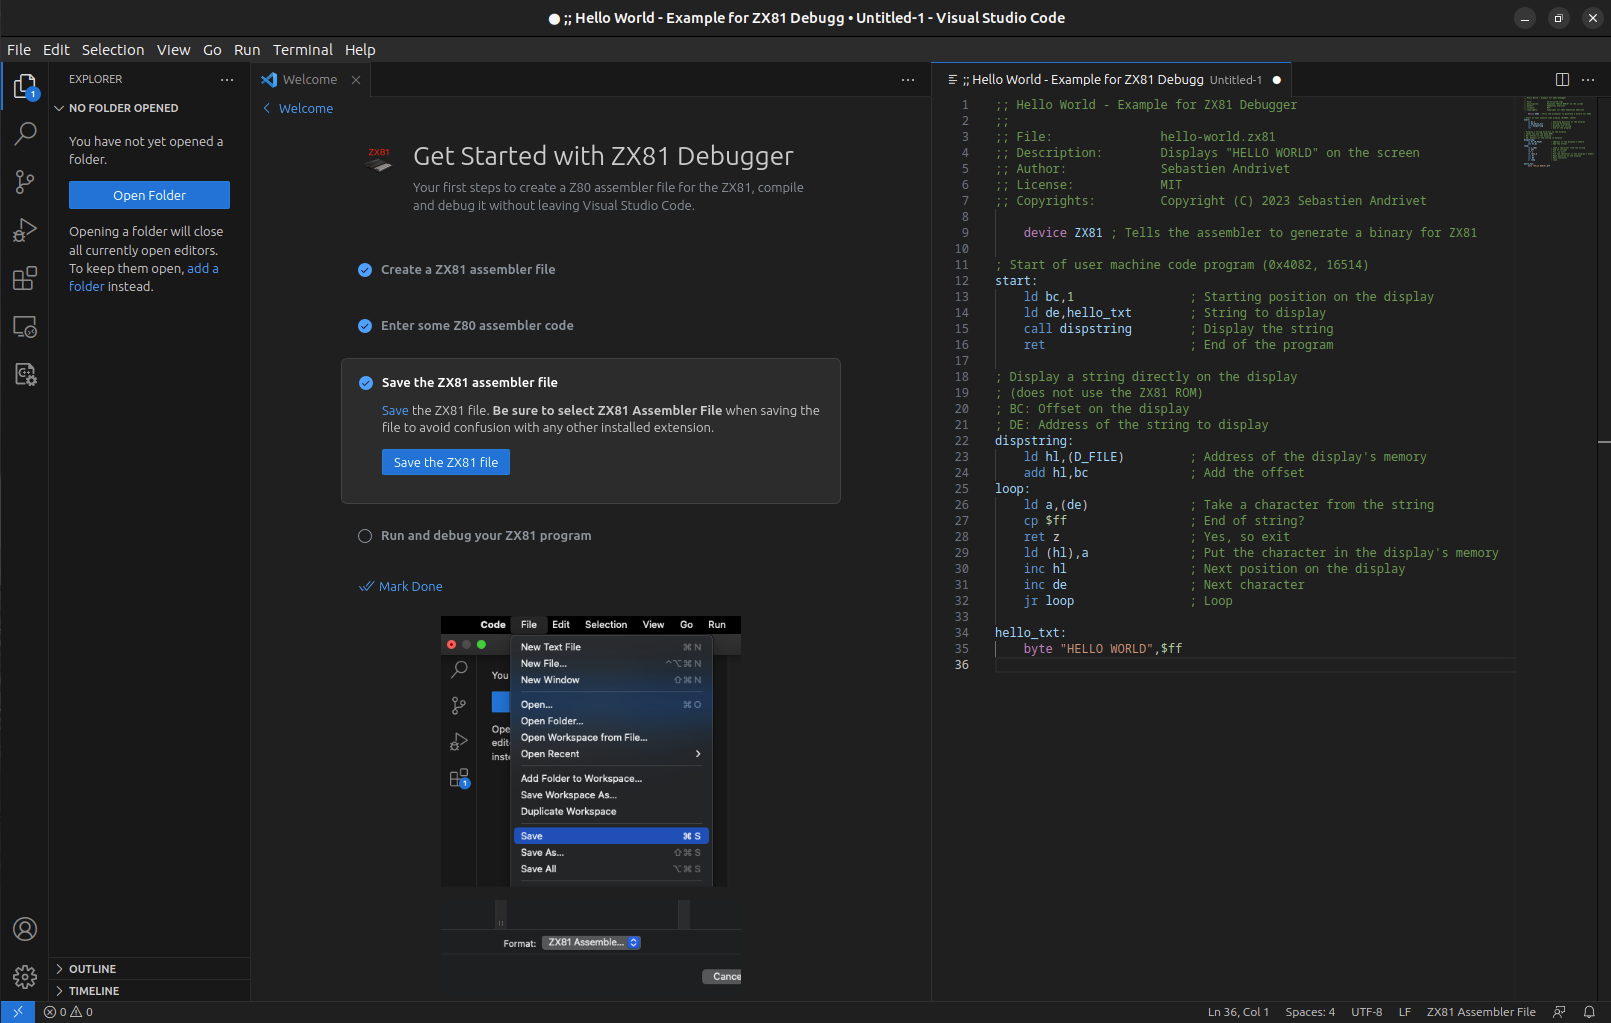 ● ;; Hello World - Example for ZX81 Debugg • Untitled-1 - Visual Studio Code
File Edit Selection View Go Run Terminal Help
EXPLORER
NO FOLDER OPENED
You have not yet opened a
folder.
Open Folder
Opening a folder will close
all currently open editors.
To keep them open, add a
folder instead.
OUTLINE
TIMELINE
1
Welcome
Welcome
ZX81
Get Started with ZX81 Debugger
Your first steps to create a Z80 assembler file for the ZX81, compile
and debug it without leaving Visual Studio Code.
Create a ZX81 assembler file
Enter some Z80 assembler code
Save the ZX81 assembler file
Save the ZX81 file. Be sure to select ZX81 Assembler File when saving the
file to avoid confusion with any other installed extension.
Save the ZX81 file
Run and debug your ZX81 program
Mark Done
Code File Edit Selection View Go Run
New Text File ⌘ N
New File... ^⌥⌘ N
New Window ⇧⌘ N
Open... ⌘ O
Open Folder...
Open Workspace from File...
Open Recent
Add Folder to Workspace...
Save Workspace As...
Duplicate Workspace
Save ⌘ S
Save As... ⇧⌘ S
Save All ⌥⌘ S
You
Ope
edit
inste
1
Format: ZX81 Assemble...
Cance
;; Hello World - Example for ZX81 Debugg Untitled-1
1 ;; Hello World - Example for ZX81 Debugger
2 ;;
3 ;; File: hello-world.zx81
4 ;; Description: Displays "HELLO WORLD" on the screen
5 ;; Author: Sebastien Andrivet
6 ;; License: MIT
7 ;; Copyrights: Copyright (C) 2023 Sebastien Andrivet
8
9 device ZX81 ; Tells the assembler to generate a binary for ZX81
10
11 ; Start of user machine code program (0x4082, 16514)
12 start:
13 ld bc,1 ; Starting position on the display
14 ld de,hello_txt ; String to display
15 call dispstring ; Display the string
16 ret ; End of the program
17
18 ; Display a string directly on the display
19 ; (does not use the ZX81 ROM)
20 ; BC: Offset on the display
21 ; DE: Address of the string to display
22 dispstring:
23 ld hl,(D_FILE) ; Address of the display's memory
24 add hl,bc ; Add the offset
25 loop:
26 ld a,(de) ; Take a character from the string
27 cp $ff ; End of string?
28 ret z ; Yes, so exit
29 ld (hl),a ; Put the character in the display's memory
30 inc hl ; Next position on the display
31 inc de ; Next character
32 jr loop ; Loop
33
34 hello_txt:
35 byte "HELLO WORLD",$ff
36
0 0
Ln 36, Col 1 Spaces: 4 UTF-8 LF ZX81 Assembler File